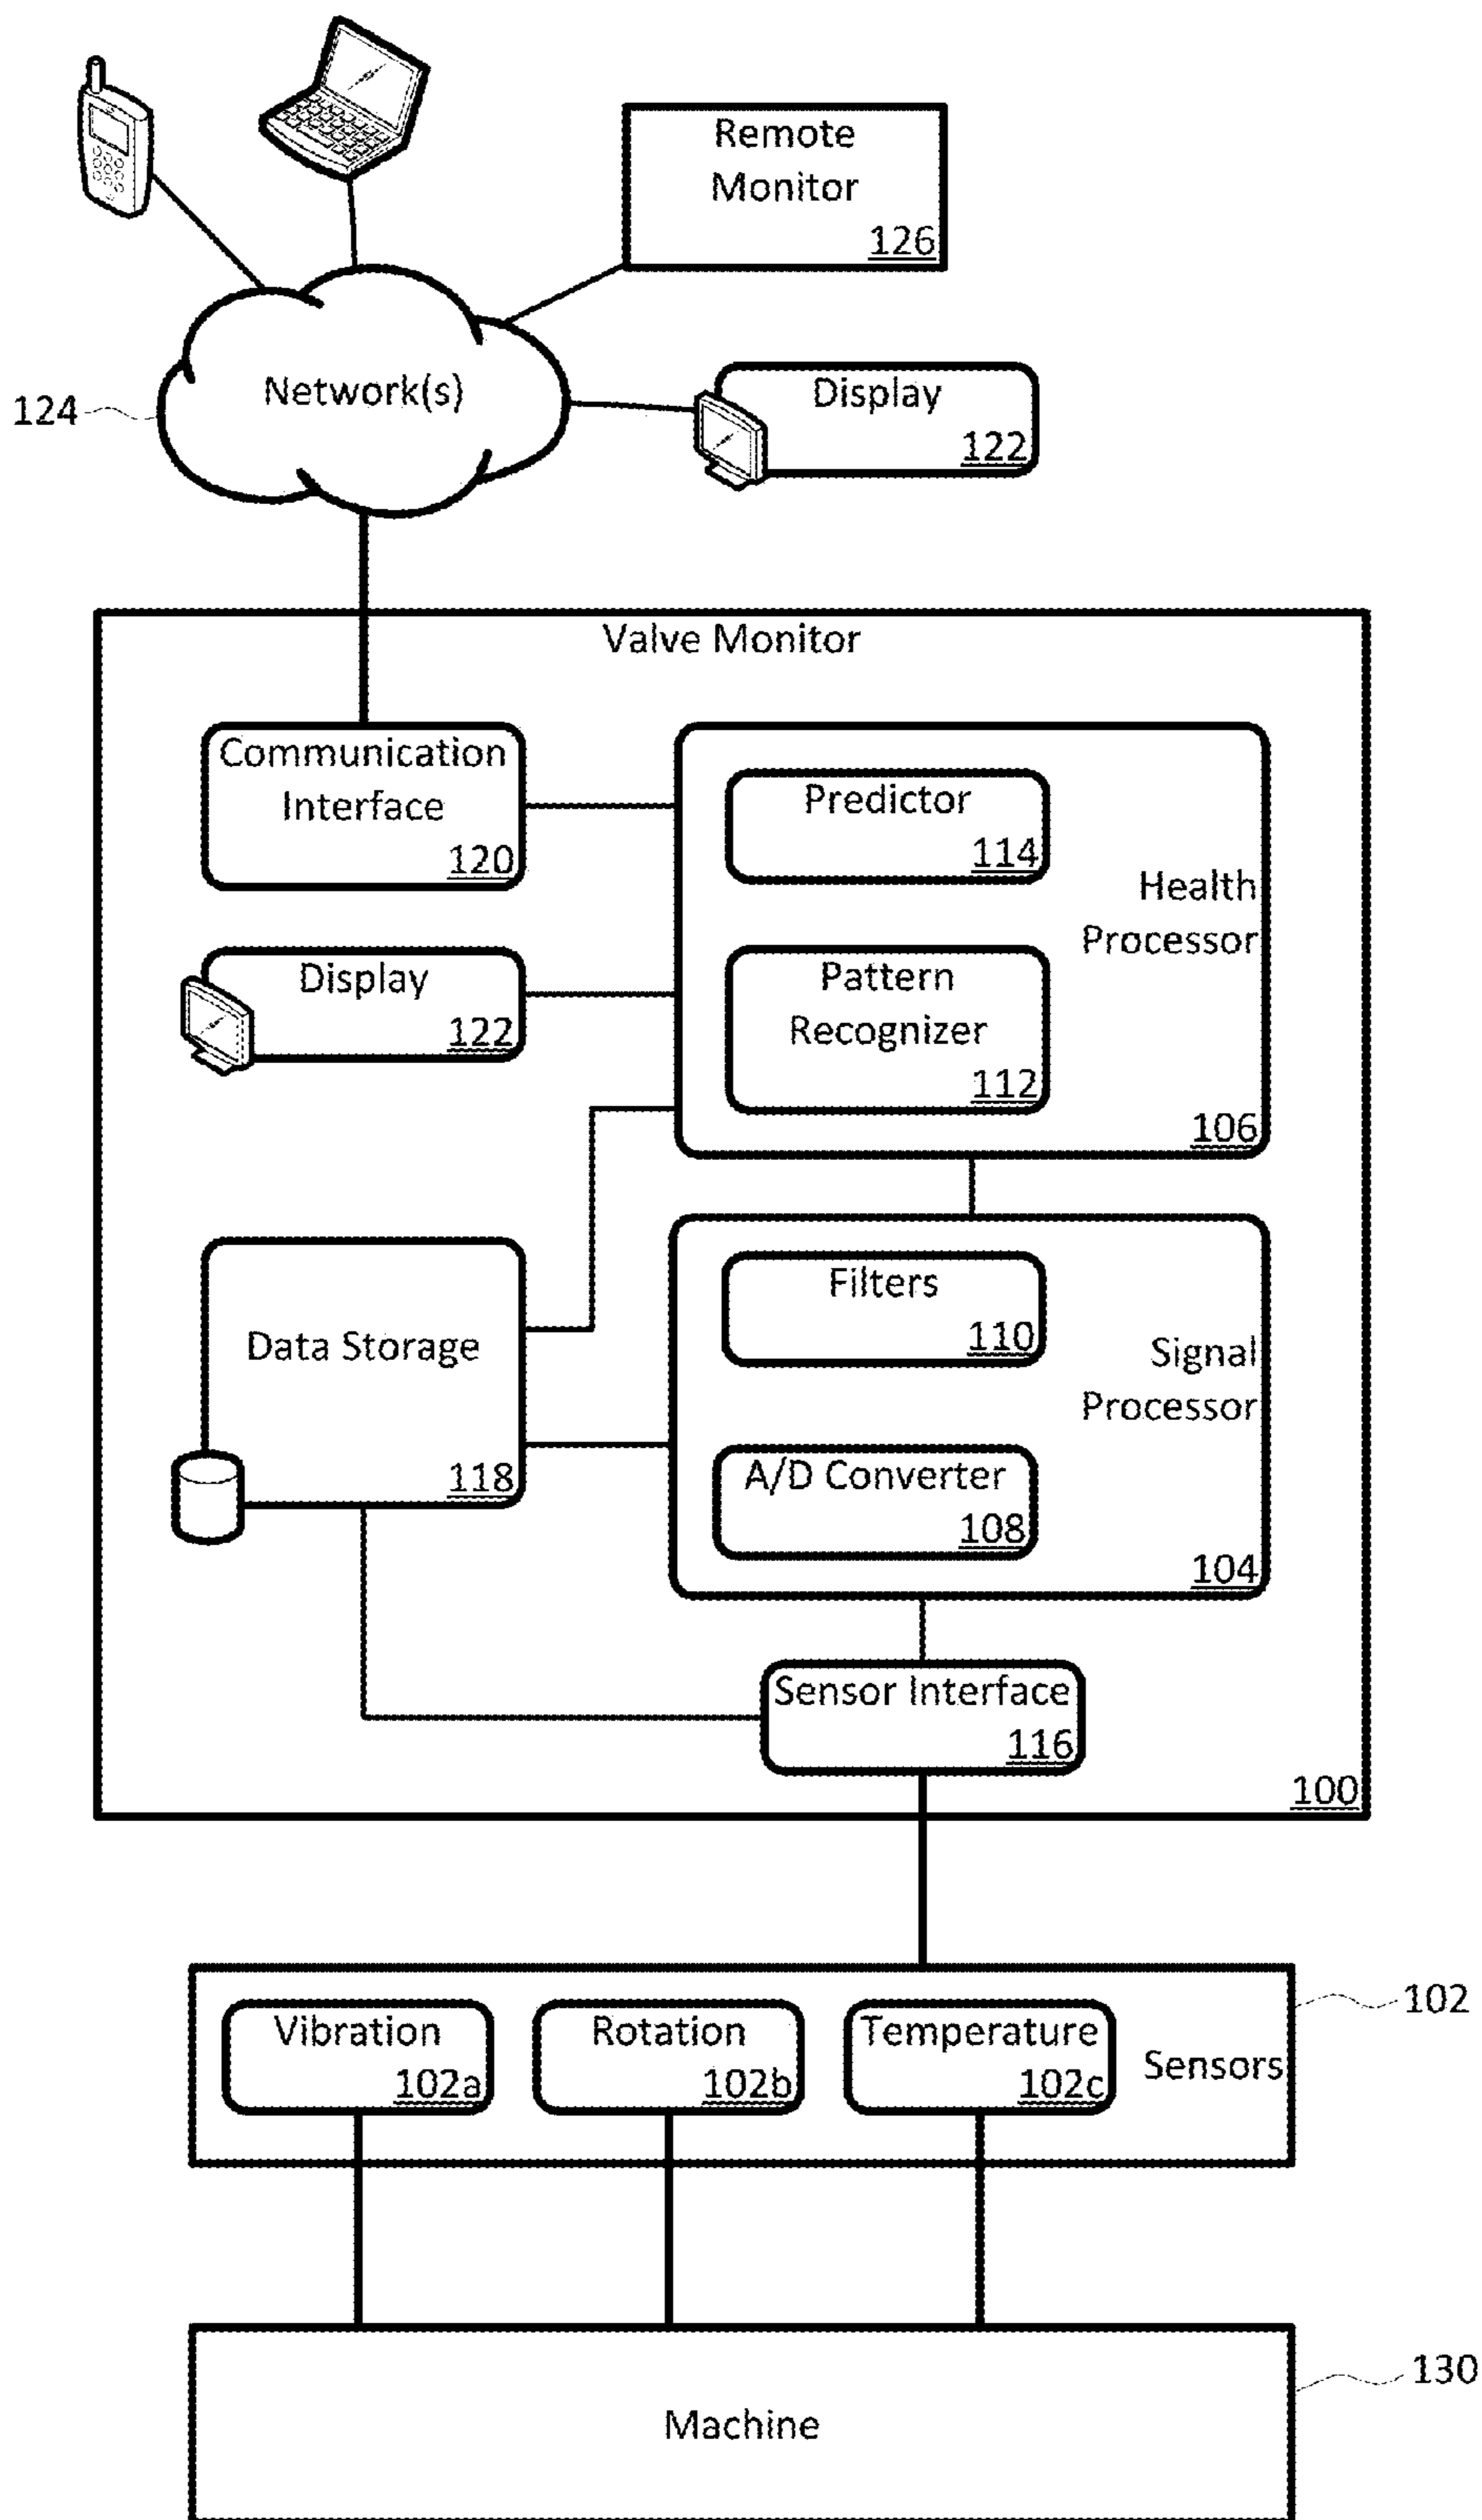 Remote
Monitor
126
Network(s)
124
Display
122
Valve Monitor
Communication
Interface
120
Predictor
114
Health
Processor
Display
122
Pattern
Recognizer
112
106
Data Storage
118
Filters
110
Signal
Processor
A/D Converter
108
104
Sensor Interface
116
100
102
Vibration
102a
Rotation
102b
Temperature
102c
Sensors
130
Machine